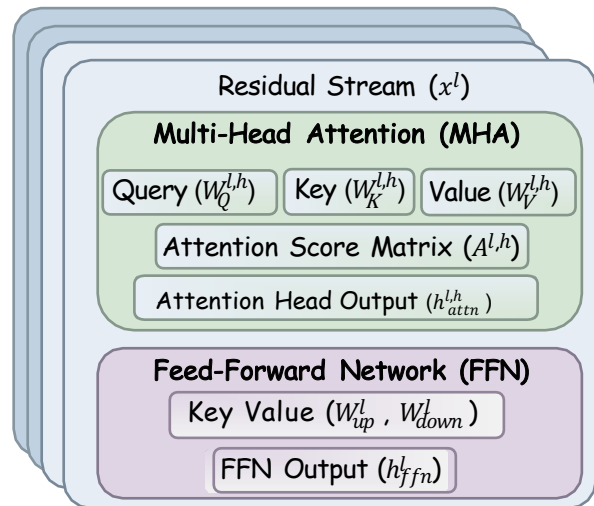 Residual Stream (x^l)
Multi-Head Attention (MHA)
Query (W_Q^{l,h}) Key (W_K^{l,h}) Value (W_V^{l,h})
Attention Score Matrix (A^{l,h})
Attention Head Output (h_{attn}^{l,h} )
Feed-Forward Network (FFN)
Key Value (W_{up}^l , W_{down}^l )
FFN Output (h_{ffn}^l)